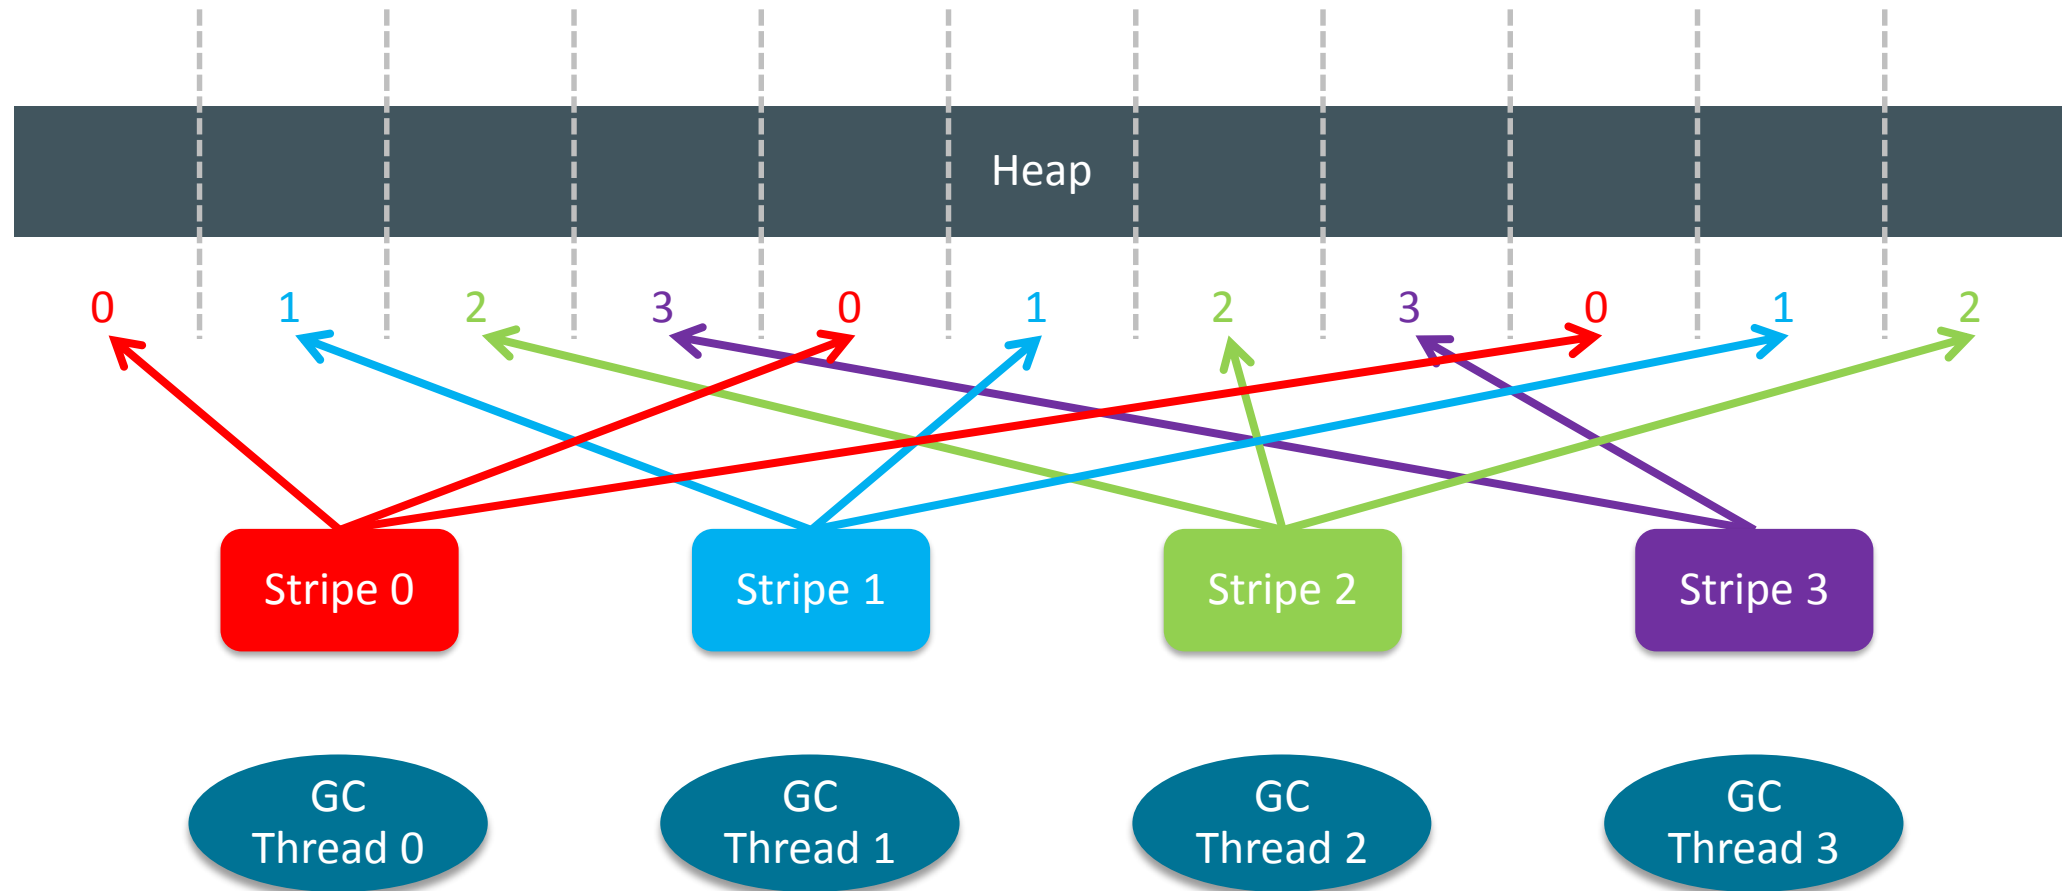 Heap
0 1 2 3 0 1 2 3 0 1 2
Stripe 0 Stripe 1 Stripe 2 Stripe 3
GC
Thread 0
GC
Thread 1
GC
Thread 2
GC
Thread 3